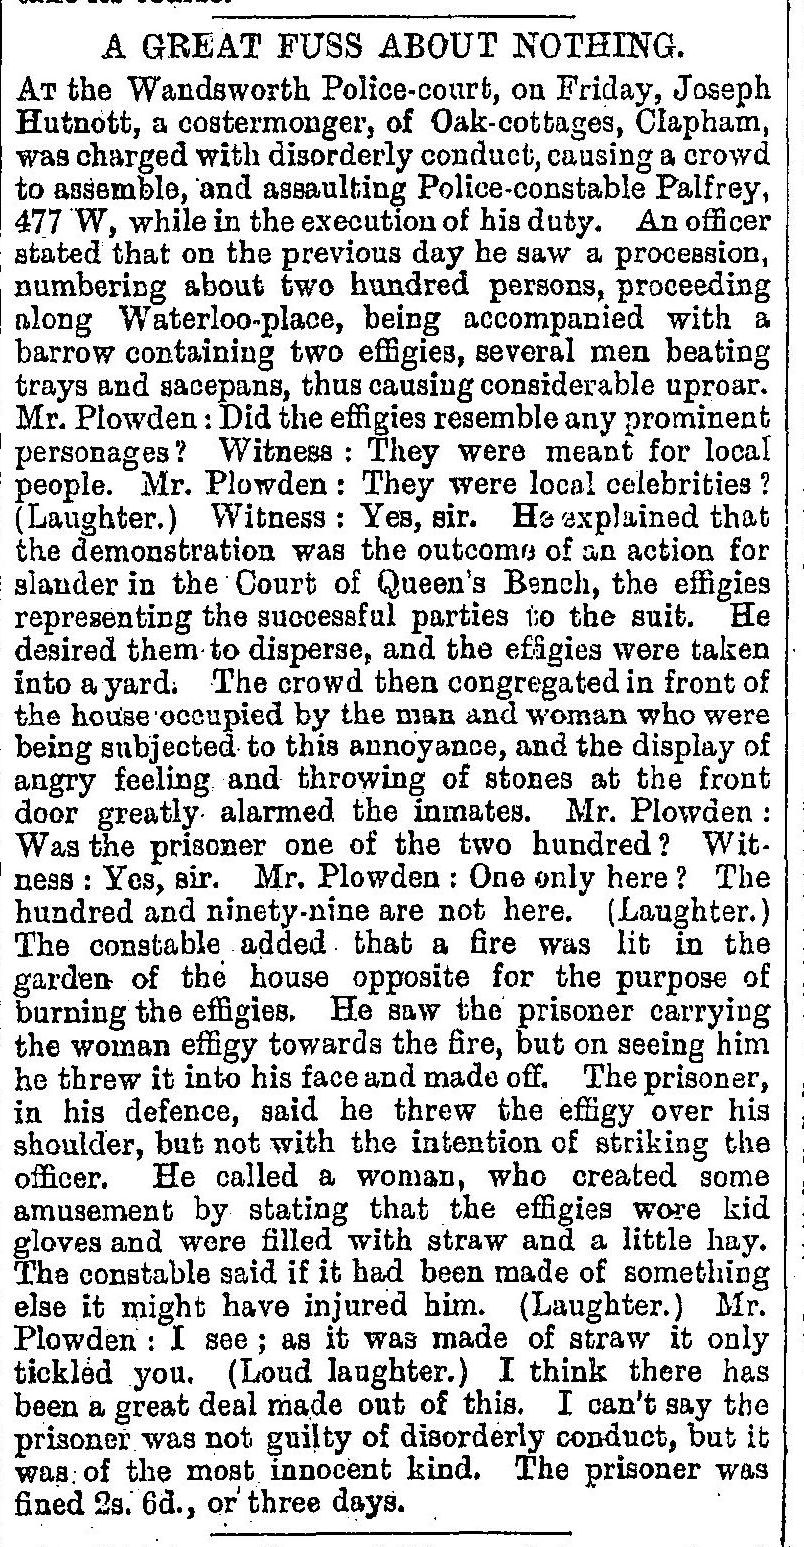 A GREAT FUSS ABOUT NOTHING.
AT the Wandsworth Police-court, on Friday, Joseph
Hutnott, a costermonger, of Oak-cottages, Clapham,
was charged with disorderly conduct, causing a crowd
to assemble, and assaulting Police-constable Palfrey,
477 W, while in the execution of his duty. An officer
stated that on the previous day he saw a procession,
numbering about two hundred persons, proceeding
along Waterloo-place, being accompanied with a
barrow containing two effigies, several men beating
trays and sacepans, thus causing considerable uproar.
Mr. Plowden : Did the effigies resemble any prominent
personages ? Witness : They were meant for local
people. Mr. Plowden : They were local celebrities ?
(Laughter.) Witness : Yes, sir. He explained that
the demonstration was the outcome of an action for
slander in the Court of Queen's Bench, the effigies
representing the successful parties to the suit. He
desired them to disperse, and the effigies were taken
into a yard. The crowd then congregated in front of
the house occupied by the man and woman who were
being subjected to this annoyance, and the display of
angry feeling and throwing of stones at the front
door greatly alarmed the inmates. Mr. Plowden :
Was the prisoner one of the two hundred ? Wit-
ness : Yes, sir. Mr. Plowden : One only here ? The
hundred and ninety-nine are not here. (Laughter.)
The constable added that a fire was lit in the
garden of the house opposite for the purpose of
burning the effigies. He saw the prisoner carrying
the woman effigy towards the fire, but on seeing him
he threw it into his face and made off. The prisoner,
in his defence, said he threw the effigy over his
shoulder, but not with the intention of striking the
officer. He called a woman, who created some
amusement by stating that the effigies wore kid
gloves and were filled with straw and a little hay.
The constable said if it had been made of something
else it might have injured him. (Laughter.) Mr.
Plowden : I see ; as it was made of straw it only
tickled you. (Loud laughter.) I think there has
been a great deal made out of this. I can't say the
prisoner was not guilty of disorderly conduct, but it
was of the most innocent kind. The prisoner was
fined 2s. 6d., or three days.